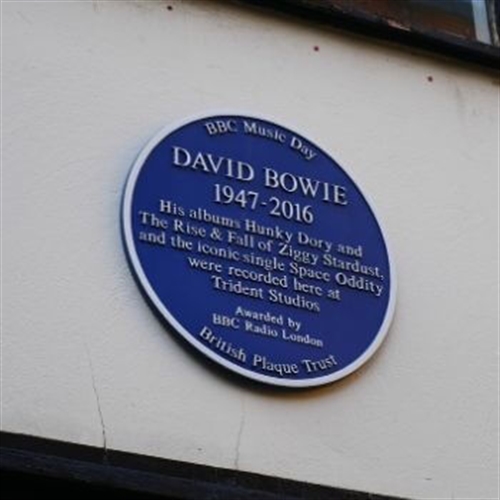 BBC Music Day
DAVID BOWIE
1947-2016
His albums Hunky Dory and
The Rise & Fall of Ziggy Stardust,
and the iconic single Space Oddity
were recorded here at
Trident Studios
Awarded by
BBC Radio London
British Plaque Trust